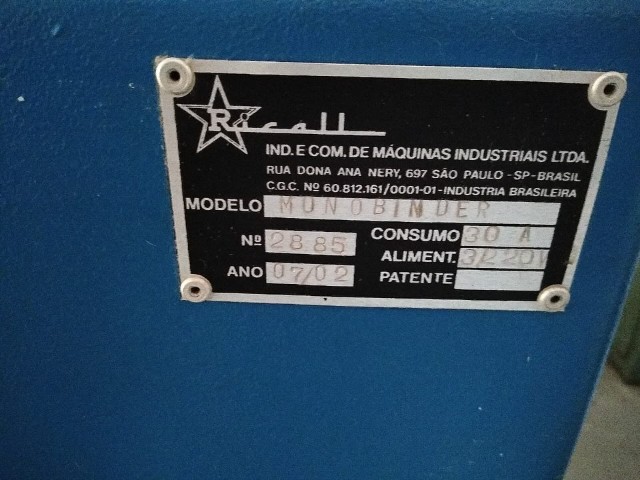 Ricall
IND. E COM. DE MÁQUINAS INDUSTRIAIS LTDA.
RUA DONA ANA NERY, 697 SÃO PAULO - SP-BRASIL
C.G.C. Nº 60.812.161/0001-01-INDUSTRIA BRASILEIRA
MODELO MONOBINDER
Nº 2885 CONSUMO 30 A
ALIMENT. 3/220V
ANO 07/02 PATENTE